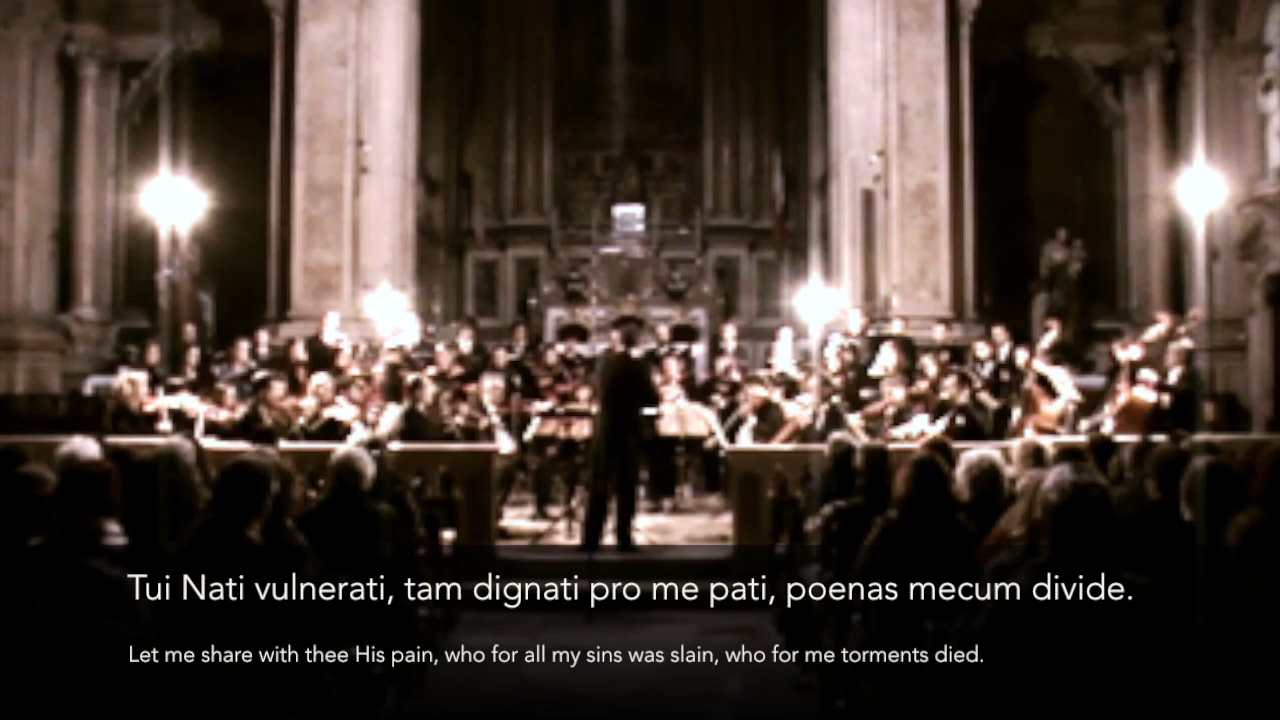 Tui Nati vulnerati, tam dignati pro me pati, poenas mecum divide.
Let me share with thee His pain, who for all my sins was slain, who for me torments died.